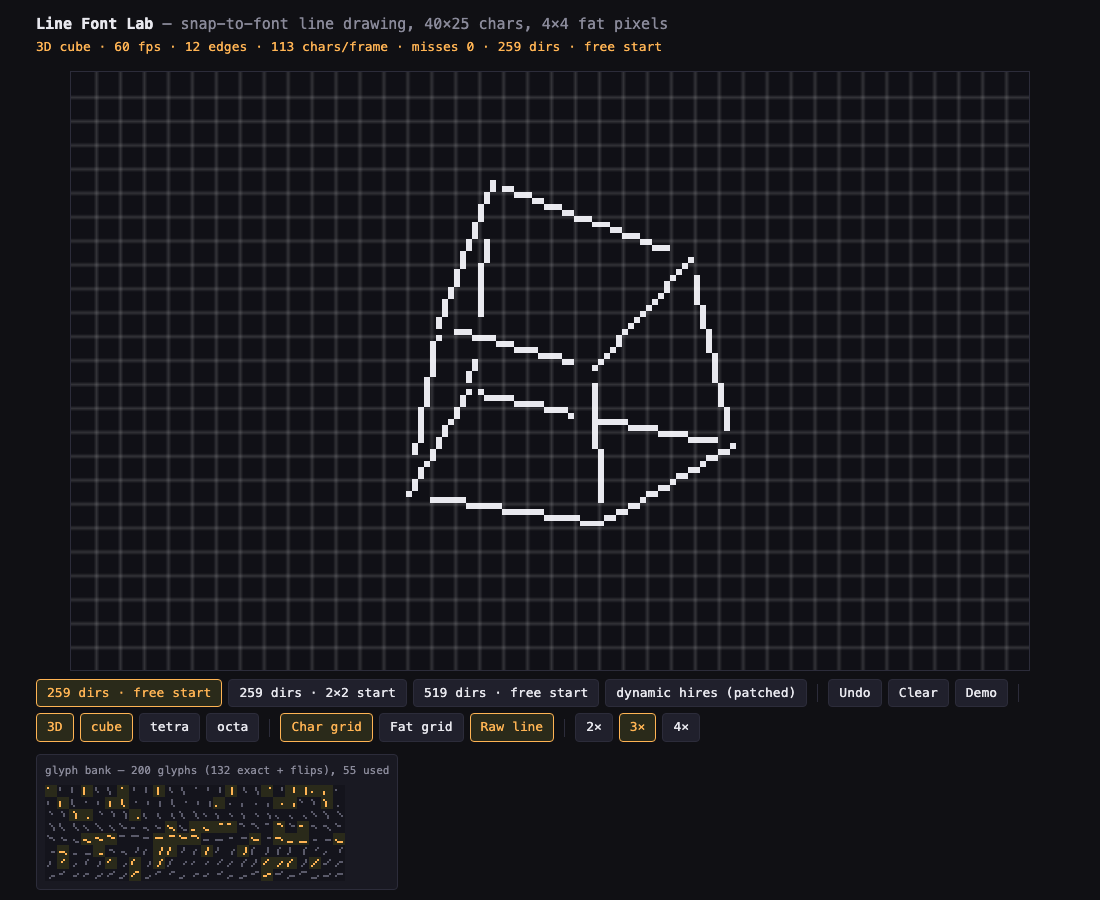 Line Font Lab — snap-to-font line drawing, 40×25 chars, 4×4 fat pixels
3D cube · 60 fps · 12 edges · 113 chars/frame · misses 0 · 259 dirs · free start
259 dirs · free start 259 dirs · 2×2 start 519 dirs · free start dynamic hires (patched) Undo Clear Demo
3D cube tetra octa Char grid Fat grid Raw line 2× 3× 4×
glyph bank — 200 glyphs (132 exact + flips), 55 used